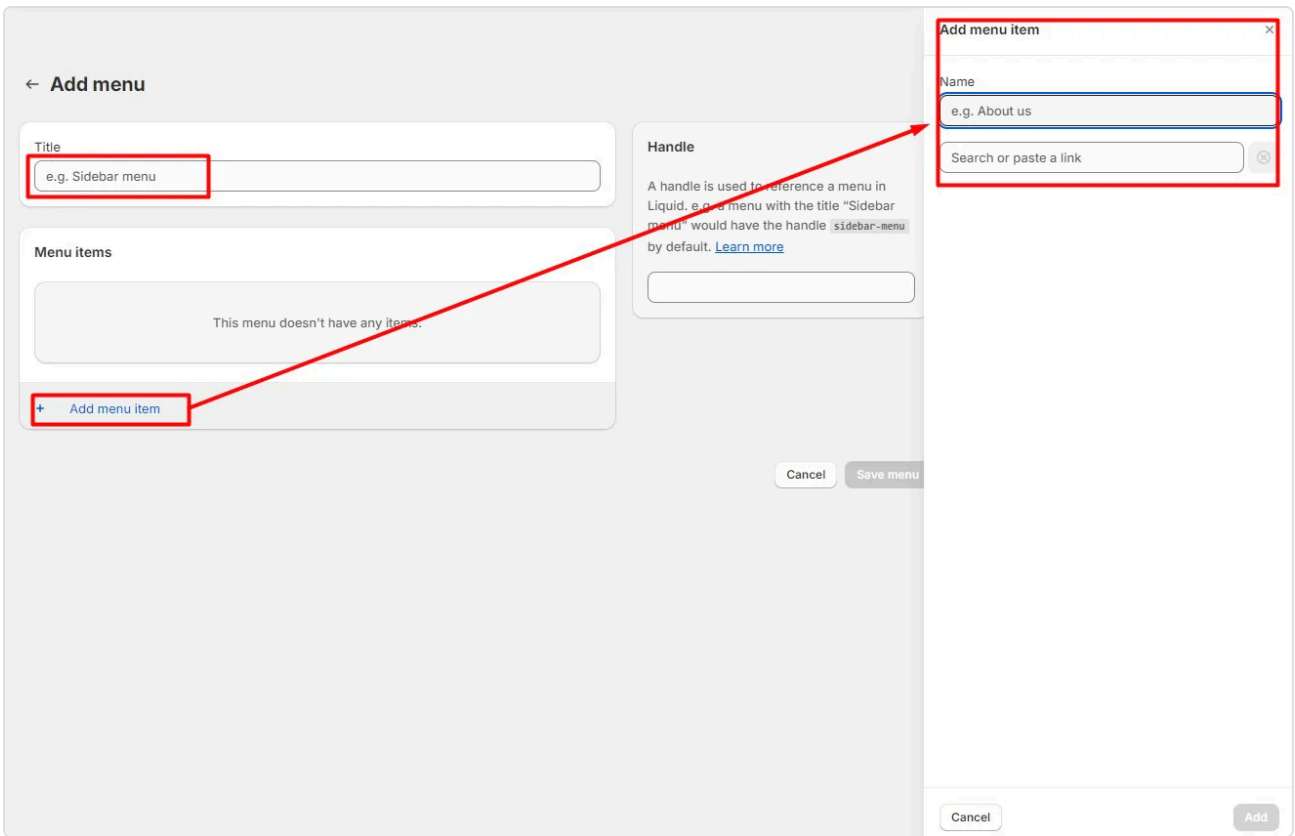 Add menu
Title
e.g. Sidebar menu
Menu items
This menu doesn't have any items.
+ Add menu item
Handle
A handle is used to reference a menu in
Liquid. e.g. a menu with the title “Sidebar
menu” would have the handle sidebar-menu
by default. Learn more
Cancel
Save menu
Add menu item
Name
e.g. About us
Search or paste a link
Cancel
Add